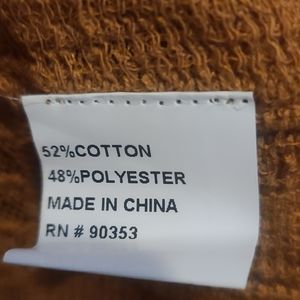 52%COTTON
48%POLYESTER
MADE IN CHINA
RN # 90353